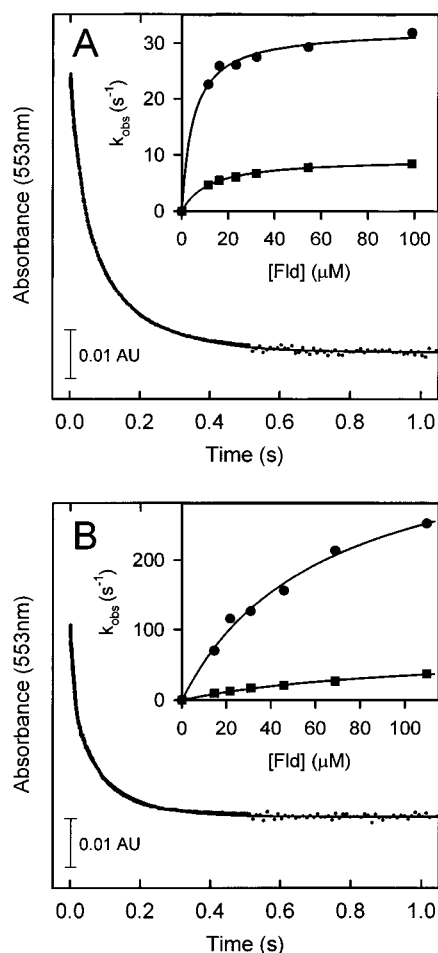 A
30
20
10
0
k_obs (s⁻¹)
0 20 40 60 80 100
[Fld] (μM)
Absorbance (553nm)
0.01 AU
0.0 0.2 0.4 0.6 0.8 1.0
Time (s)
B
200
100
0
k_obs (s⁻¹)
0 20 40 60 80 100
[Fld] (μM)
Absorbance (553nm)
0.01 AU
0.0 0.2 0.4 0.6 0.8 1.0
Time (s)